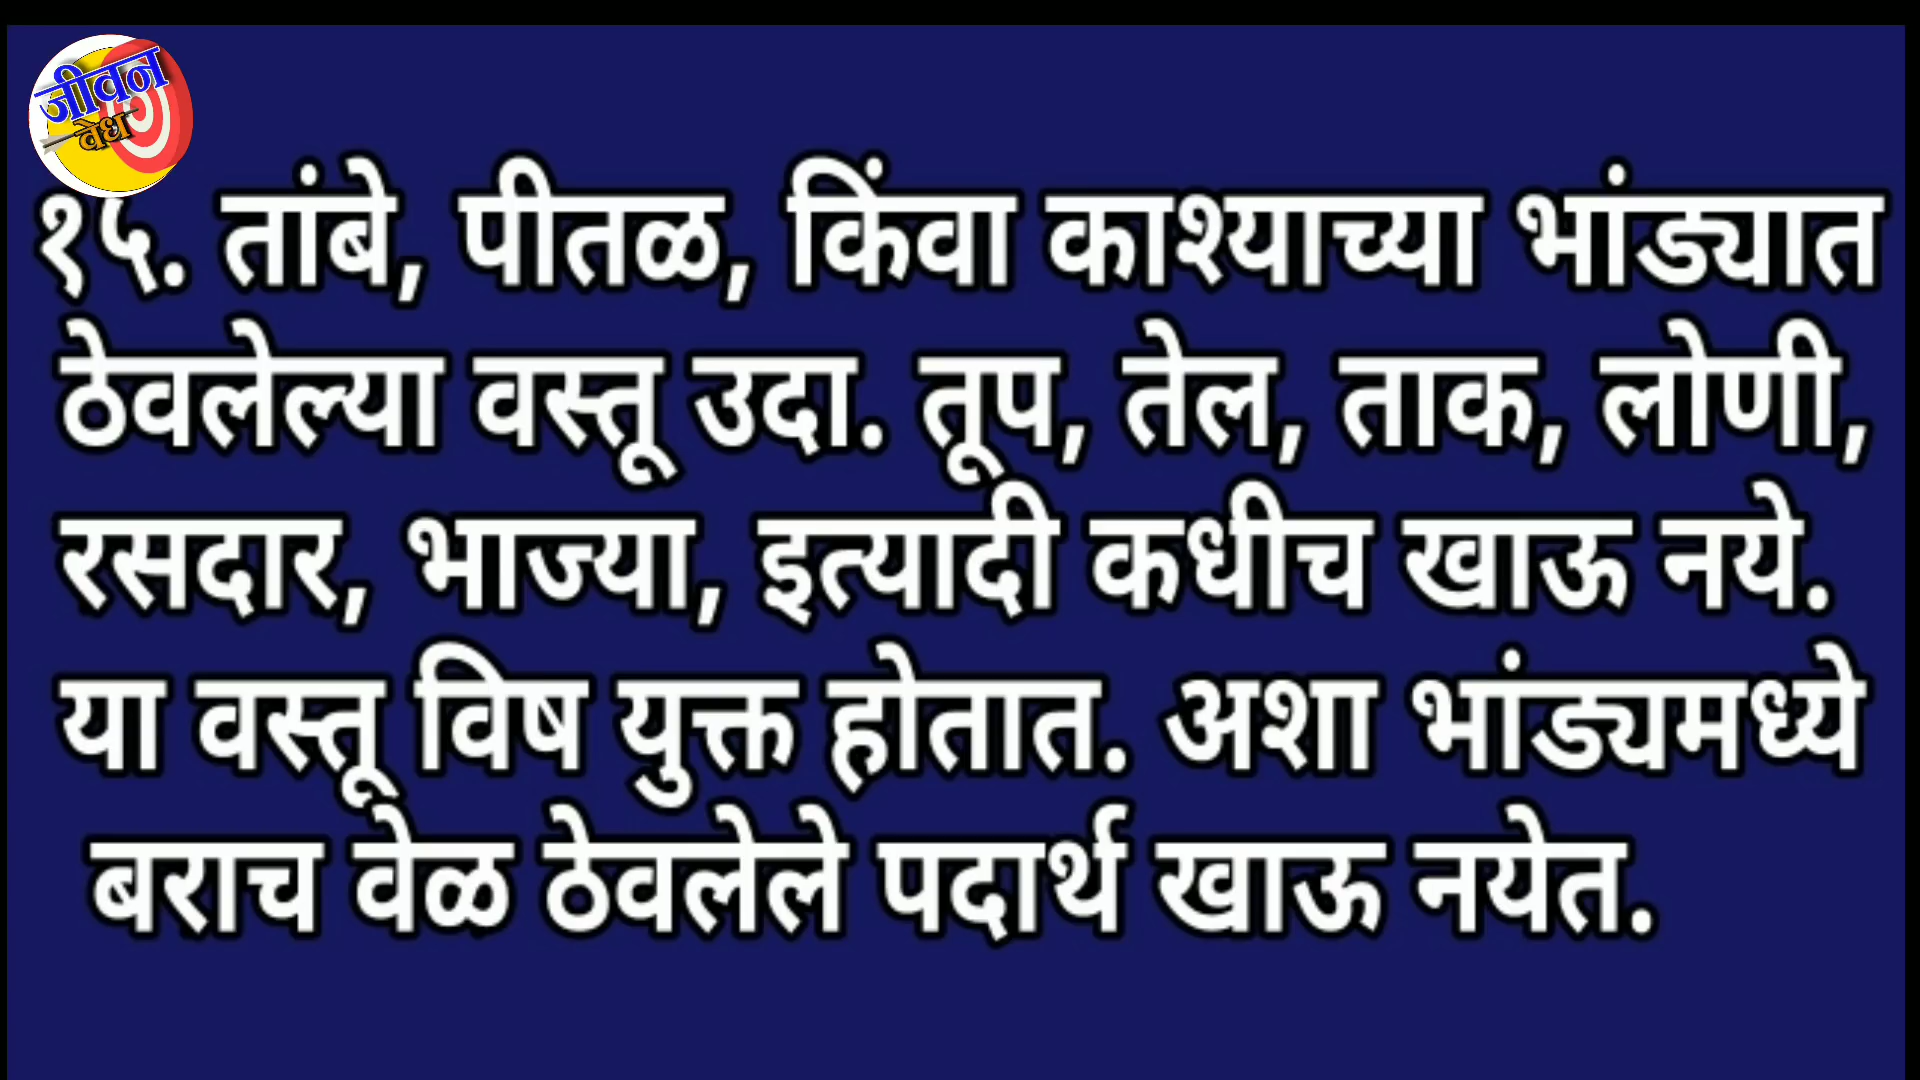 जीवन
वेध
१५. तांबे, पीतळ, किंवा काश्याच्या भांड्यात
ठेवलेल्या वस्तू उदा. तूप, तेल, ताक, लोणी,
रसदार, भाज्या, इत्यादी कधीच खाऊ नये.
या वस्तू विष युक्त होतात. अशा भांड्यमध्ये
बराच वेळ ठेवलेले पदार्थ खाऊ नयेत.